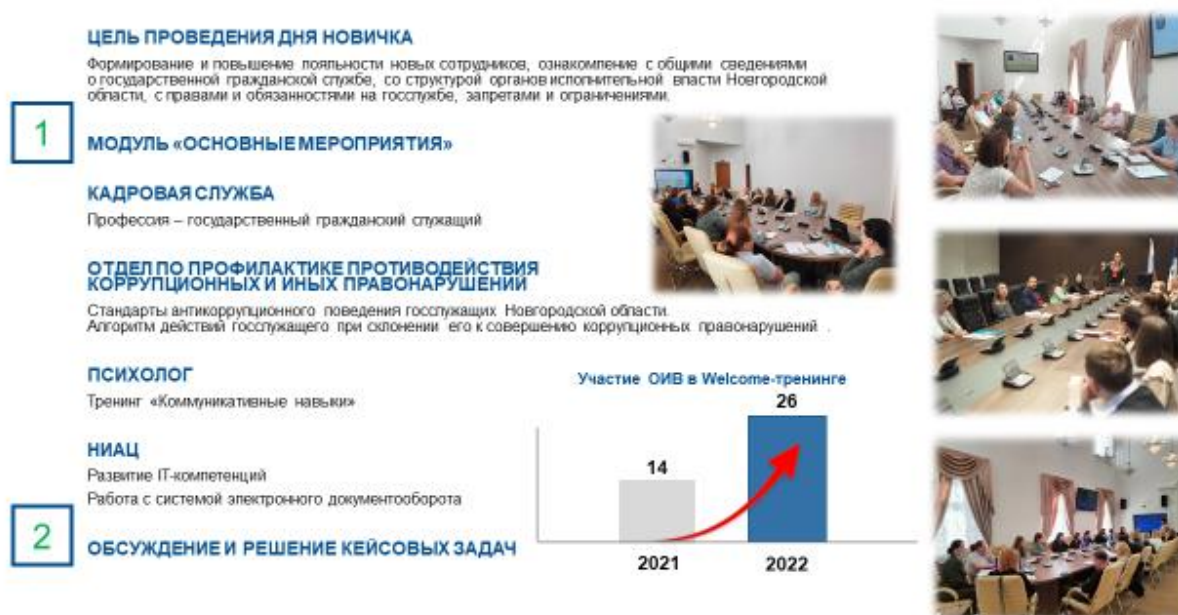 ЦЕЛЬ ПРОВЕДЕНИЯ ДНЯ НОВИЧКА
Формирование и повышение лояльности новых сотрудников, ознакомление с общими сведениями
о государственной гражданской службе, со структурой органов исполнительной власти Новгородской
области, с правами и обязанностями на госслужбе, запретами и ограничениями.
1
МОДУЛЬ «ОСНОВНЫЕ МЕРОПРИЯТИЯ»
КАДРОВАЯ СЛУЖБА
Профессия – государственный гражданский служащий
ОТДЕЛ ПО ПРОФИЛАКТИКЕ ПРОТИВОДЕЙСТВИЯ
КОРРУПЦИОННЫХ И ИНЫХ ПРАВОНАРУШЕНИЙ
Стандарты антикоррупционного поведения госслужащих Новгородской области.
Алгоритм действий госслужащего при склонении его к совершению коррупционных правонарушений .
ПСИХОЛОГ
Тренинг «Коммуникативные навыки»
НИАЦ
Развитие IT-компетенций
Работа с системой электронного документооборота
2
ОБСУЖДЕНИЕ И РЕШЕНИЕ КЕЙСОВЫХ ЗАДАЧ
Участие ОИВ в Welcome-тренинге
26
14
2021
2022